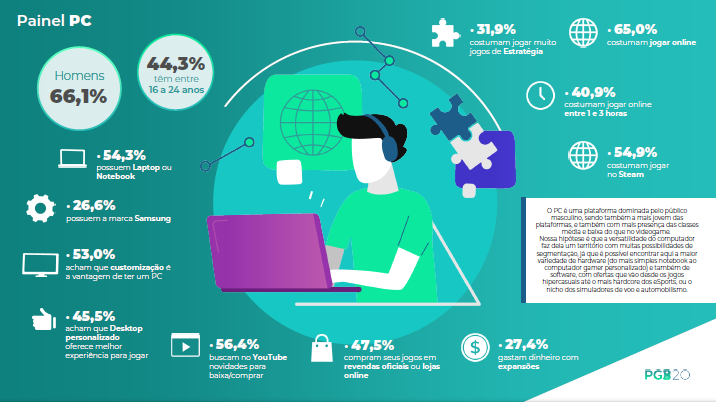 Painel PC
Homens
66,1%
44,3%
têm entre
16 a 24 anos
• 54,3%
possuem Laptop ou
Notebook
• 26,6%
possuem a marca Samsung
• 53,0%
acham que customização é
a vantagem de ter um PC
• 45,5%
acham que Desktop
personalizado
oferece melhor
experiência para jogar
• 56,4%
buscam no YouTube
novidades para
baixa/comprar
• 47,5%
compram seus jogos em
revendas oficiais ou lojas
online
• 27,4%
gastam dinheiro com
expansões
• 31,9%
costumam jogar muito
jogos de Estratégia
• 65,0%
costumam jogar online
• 40,9%
costumam jogar online
entre 1 e 3 horas
• 54,9%
costumam jogar
no Steam
O PC é uma plataforma dominada pelo público
masculino, sendo também a mais jovem das
plataformas, e também com mais presença das classes
média e baixa do que no videogame.
Nossa hipótese é que a versatilidade do computador
faz dela um território com muitas possibilidades de
segmentação, já que é possível encontrar aqui a maior
variedade de hardware (do mais simples notebook ao
computador gamer personalizado) e também de
software, com ofertas que vão desde os jogos
hipercasuais até o mais hardcore dos eSports, ou o
nicho dos simuladores de voo e automobilismo.
PGB20